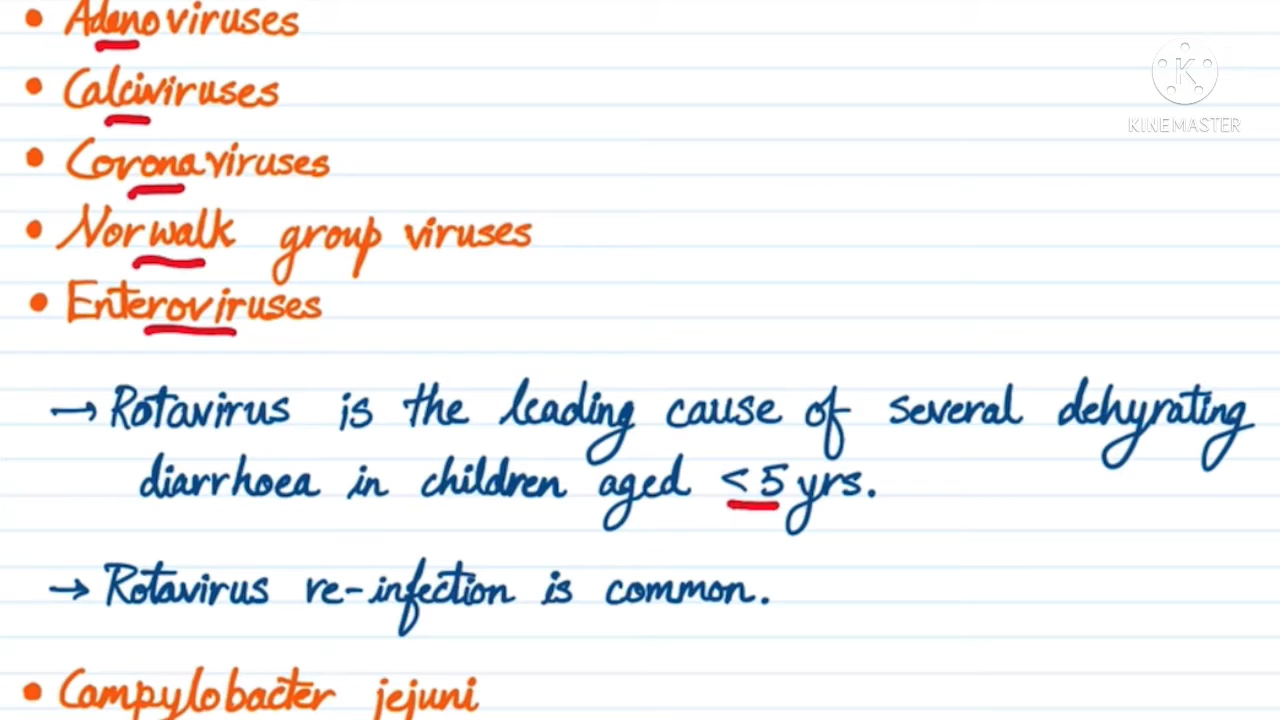 • Adenoviruses
• Calciviruses
K
KINEMASTER
• Coronaviruses
• Norwalk group viruses
• Enteroviruses
→ Rotavirus is the leading cause of several dehyrating
diarrhoea in children aged <5 yrs.
→ Rotavirus re-infection is common.
• Campylobacter jejuni